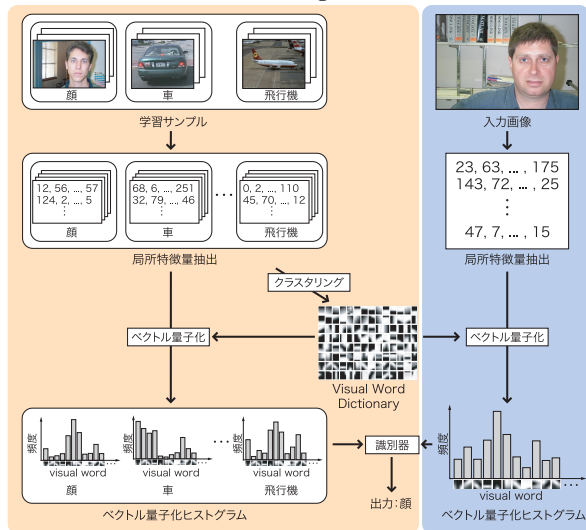 顔
車
飛行機
学習サンプル
入力画像
12, 56, ..., 57
124, 2, ..., 5
⋮
顔
68, 6, ..., 251
32, 79, ..., 46
⋮
車
...
0, 2, ..., 110
45, 70, ..., 12
⋮
飛行機
局所特徴量抽出
23, 63, ... , 175
143, 72, ... , 25
⋮
47, 7, ... , 15
局所特徴量抽出
クラスタリング
ベクトル量子化
ベクトル量子化
Visual Word
Dictionary
頻度
visual word
顔
頻度
車
...
頻度
visual word
飛行機
ベクトル量子化ヒストグラム
識別器
出力:顔
頻度
visual word
ベクトル量子化ヒストグラム